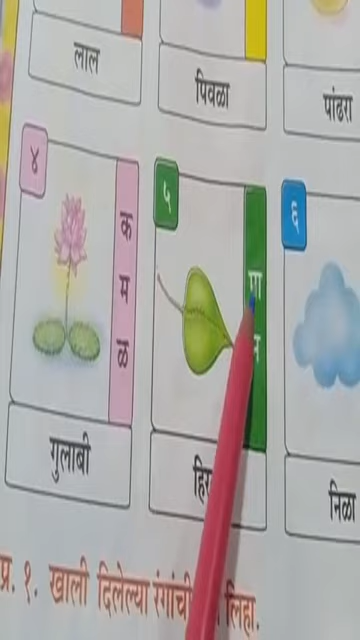 लाल
पिवळा
पांढरा
४
क
म
ळ
५
६
गुलाबी
निळा
प्र. १. खाली दिलेल्या रंगांची लिहा.